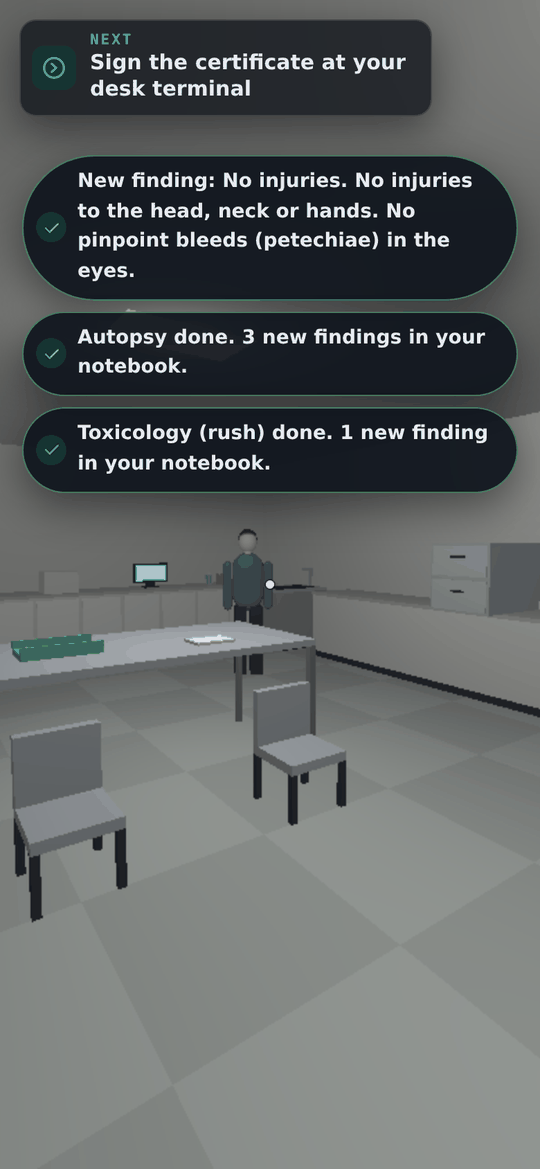 NEXT
Sign the certificate at your
desk terminal
New finding: No injuries. No injuries
to the head, neck or hands. No
pinpoint bleeds (petechiae) in the
eyes.
Autopsy done. 3 new findings in your
notebook.
Toxicology (rush) done. 1 new finding
in your notebook.